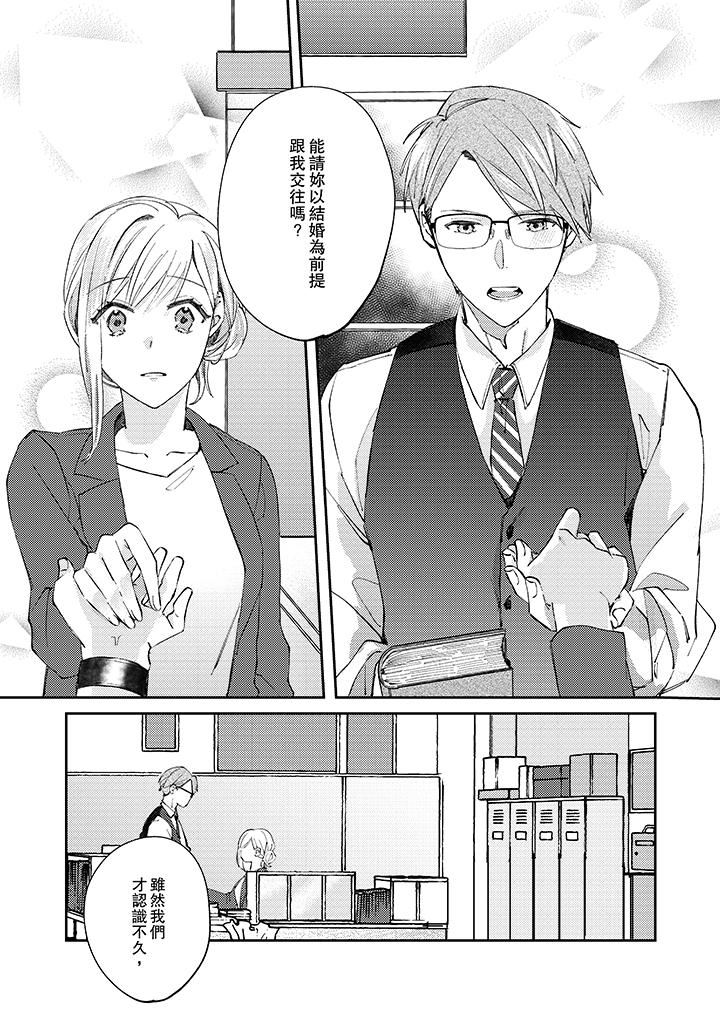 能請妳以結婚為前提
跟我交往嗎？
雖然我們
才認識不久，